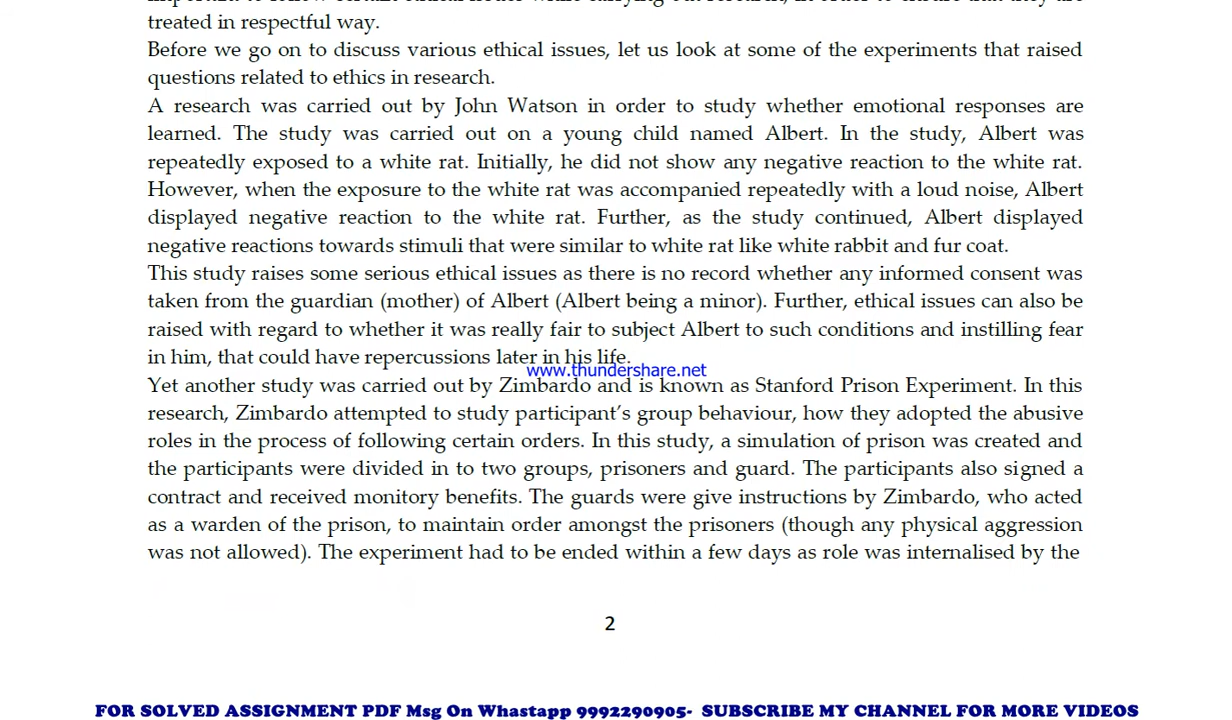 treated in respectful way.
Before we go on to discuss various ethical issues, let us look at some of the experiments that raised
questions related to ethics in research.
A research was carried out by John Watson in order to study whether emotional responses are
learned. The study was carried out on a young child named Albert. In the study, Albert was
repeatedly exposed to a white rat. Initially, he did not show any negative reaction to the white rat.
However, when the exposure to the white rat was accompanied repeatedly with a loud noise, Albert
displayed negative reaction to the white rat. Further, as the study continued, Albert displayed
negative reactions towards stimuli that were similar to white rat like white rabbit and fur coat.
This study raises some serious ethical issues as there is no record whether any informed consent was
taken from the guardian (mother) of Albert (Albert being a minor). Further, ethical issues can also be
raised with regard to whether it was really fair to subject Albert to such conditions and instilling fear
in him, that could have repercussions later in his life.
www.thundershare.net
Yet another study was carried out by Zimbardo and is known as Stanford Prison Experiment. In this
research, Zimbardo attempted to study participant's group behaviour, how they adopted the abusive
roles in the process of following certain orders. In this study, a simulation of prison was created and
the participants were divided in to two groups, prisoners and guard. The participants also signed a
contract and received monitory benefits. The guards were give instructions by Zimbardo, who acted
as a warden of the prison, to maintain order amongst the prisoners (though any physical aggression
was not allowed). The experiment had to be ended within a few days as role was internalised by the
2
FOR SOLVED ASSIGNMENT PDF Msg On Whastapp 9992290905- SUBSCRIBE MY CHANNEL FOR MORE VIDEOS